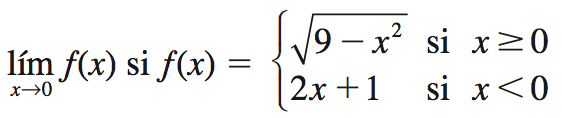 lím f(x) si f(x) = { √(9 − x²) si x ≥ 0
x→0 2x + 1 si x < 0